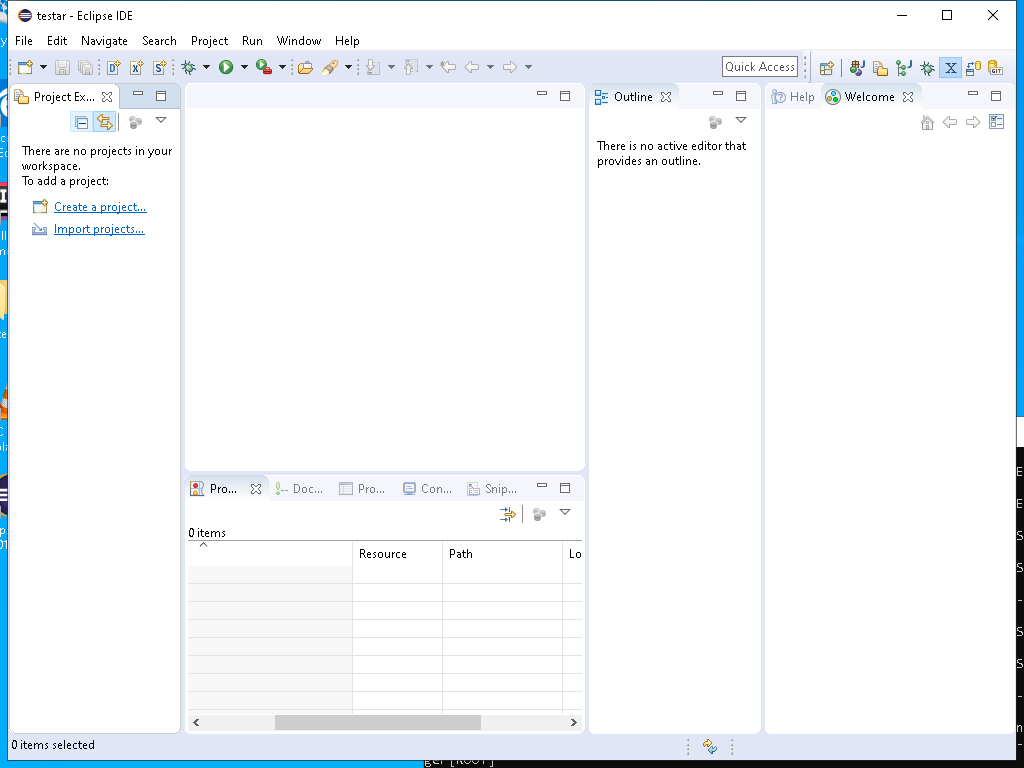 testar - Eclipse IDE
File Edit Navigate Search Project Run Window Help
Quick Access
Project Ex...
Outline
Help
Welcome
There are no projects in your
workspace.
To add a project:
Create a project...
Import projects...
There is no active editor that
provides an outline.
Pro...
Doc...
Pro...
Con...
Snip...
0 items
Resource Path Lo
0 items selected